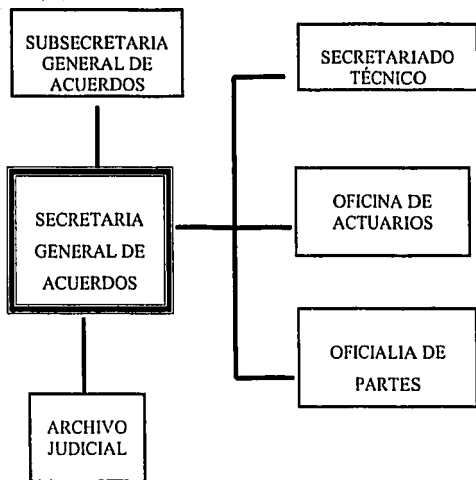 SUBSECRETARIA
GENERAL DE
ACUERDOS
SECRETARIADO
TÉCNICO
SECRETARIA
GENERAL DE
ACUERDOS
OFICINA DE
ACTUARIOS
OFICIALIA DE
PARTES
ARCHIVO
JUDICIAL